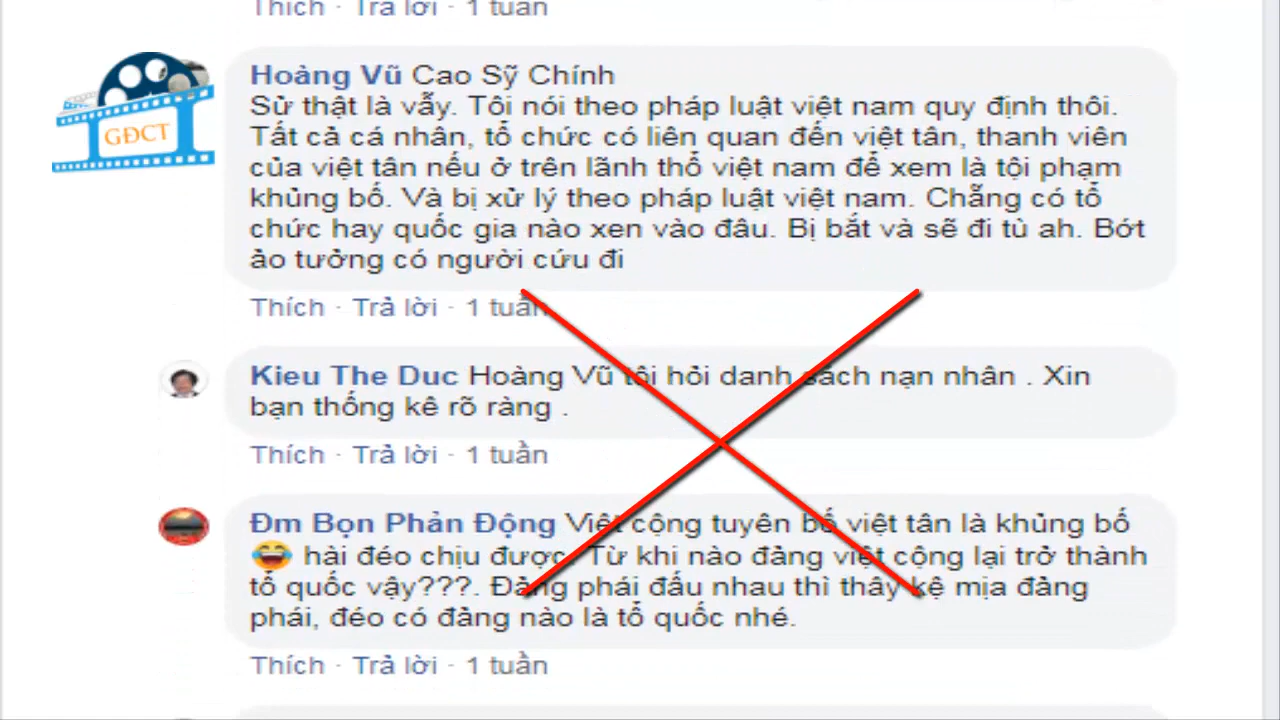 Thích · Trả lời · 1 tuần
GĐCT
Hoàng Vũ Cao Sỹ Chính
Sử thật là vẫy. Tôi nói theo pháp luật việt nam quy định thôi.
Tất cả cá nhân, tổ chức có liên quan đến việt tân, thanh viên
của việt tân nếu ở trên lãnh thổ việt nam để xem là tội phạm
khủng bố. Và bị xử lý theo pháp luật việt nam. Chẵng có tổ
chức hay quốc gia nào xen vào đâu. Bị bắt và sẽ đi tù ah. Bớt
ảo tưởng có người cứu đi
Thích · Trả lời · 1 tuần
Kieu The Duc Hoàng Vũ tôi hỏi danh sách nạn nhân . Xin
bạn thống kê rõ ràng .
Thích · Trả lời · 1 tuần
Đm Bọn Phản Động Việt cộng tuyên bố việt tân là khủng bố
😂 hài đéo chịu được. Từ khi nào đảng việt cộng lại trở thành
tổ quốc vậy???. Đảng phái đấu nhau thì thây kệ mịa đảng
phái, đéo có đảng nào là tổ quốc nhé.
Thích · Trả lời · 1 tuần